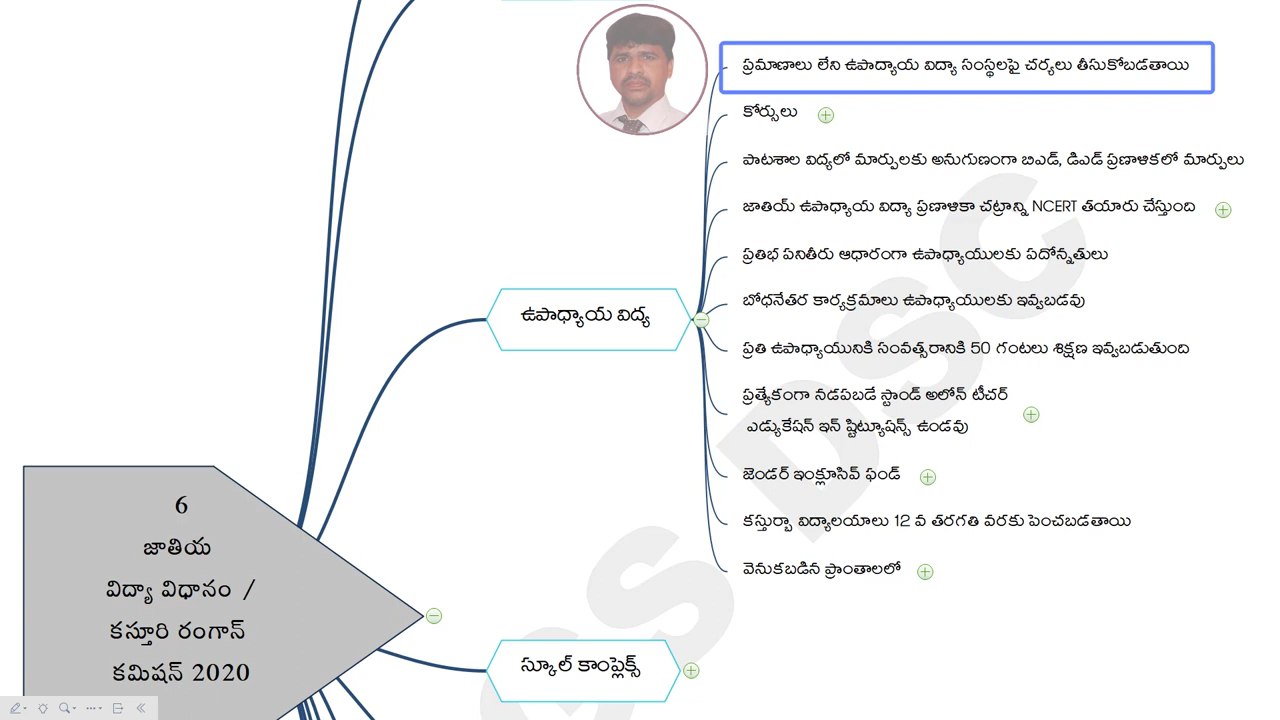 ప్రమాణాలు లేని ఉపాద్యాయ విద్యా సంస్థలపై చర్యలు తీసుకోబడతాయి
కోర్సులు
పాటశాల విద్యలో మార్పులకు అనుగుణంగా బిఎడ్, డిఎడ్ ప్రణాళికలో మార్పులు
జాతియ్ ఉపాధ్యాయ విద్యా ప్రణాళికా చట్రాన్ని NCERT తయారు చేస్తుంది
ప్రతిభ పనితీరు ఆధారంగా ఉపాధ్యాయులకు పదోన్నతులు
బోధనేతర కార్యక్రమాలు ఉపాధ్యాయులకు ఇవ్వబడవు
ఉపాధ్యాయ విద్య
ప్రతి ఉపాధ్యాయునికి సంవత్సరానికి 50 గంటలు శిక్షణ ఇవ్వబడుతుంది
ప్రత్యేకంగా నడపబడే స్టాండ్ అలోన్ టీచర్
ఎడ్యుకేషన్ ఇన్ ష్టిట్యూషన్స్ ఉండవు
జెండర్ ఇంక్లూసివ్ ఫండ్
కస్తుర్బా విద్యాలయాలు 12 వ తరగతి వరకు పెంచబడతాయి
వెనుకబడిన ప్రాంతాలలో
6
జాతియ
విద్యా విధానం /
కస్తూరి రంగాన్
కమిషన్ 2020
స్కూల్ కాంప్లెక్స్
GS DSC